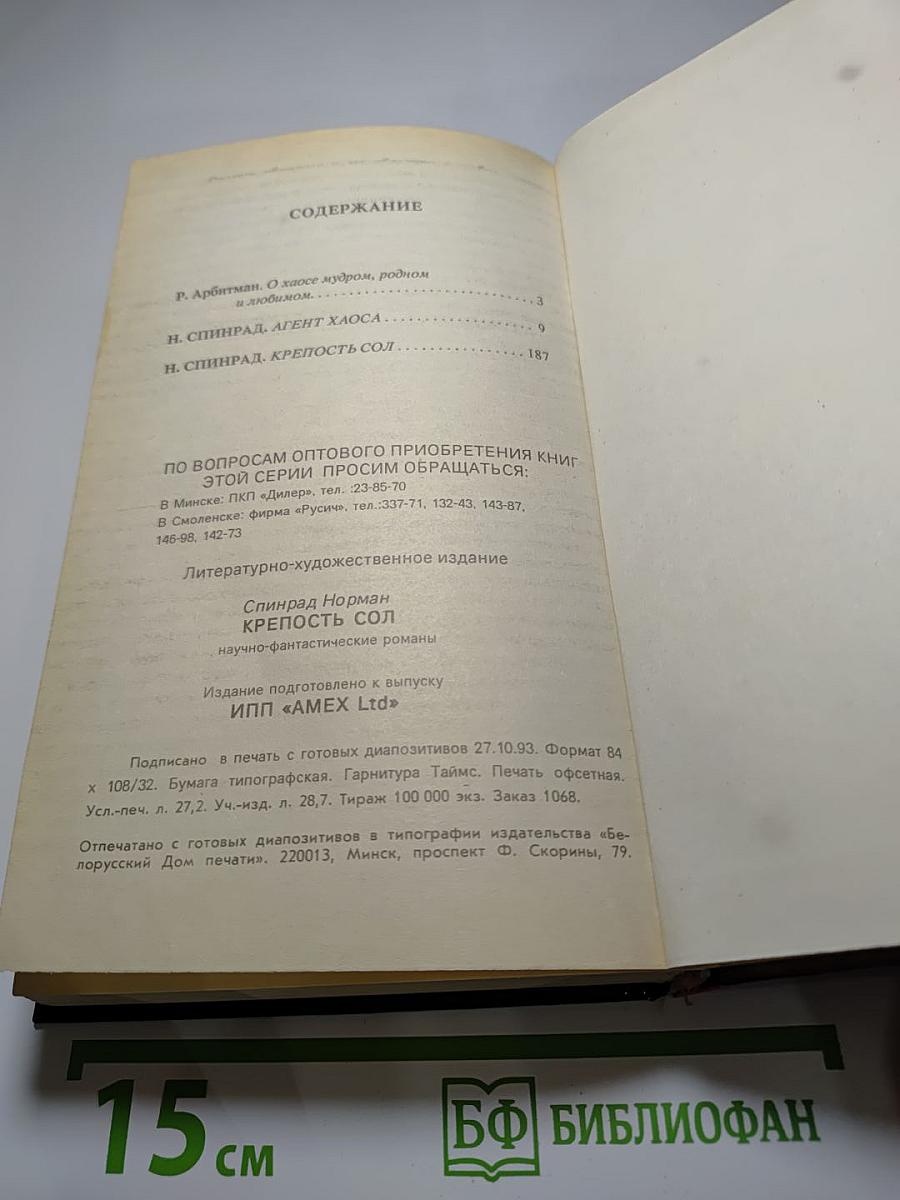 СОДЕРЖАНИЕ
Р. Арбитман. О хаосе мудром, родном
и любимом. . . . . . . . . . . . . . . . . . . . . . . . . . . . 3
Н. СПИНРАД. АГЕНТ ХАОСА . . . . . . . . . . . . . . . . . . . 9
Н. СПИНРАД. КРЕПОСТЬ СОЛ . . . . . . . . . . . . . . . . 187
ПО ВОПРОСАМ ОПТОВОГО ПРИОБРЕТЕНИЯ КНИГ
ЭТОЙ СЕРИИ ПРОСИМ ОБРАЩАТЬСЯ:
В Минске: ПКП «Дилер», тел. :23-85-70
В Смоленске: фирма «Русич», тел.:337-71, 132-43, 143-87,
146-98, 142-73
Литературно-художественное издание
Спинрад Норман
КРЕПОСТЬ СОЛ
научно-фантастические романы
Издание подготовлено к выпуску
ИПП «AMEX Ltd»
Подписано в печать с готовых диапозитивов 27.10.93. Формат 84
х 108/32. Бумага типографская. Гарнитура Таймс. Печать офсетная.
Усл.-печ. л. 27,2. Уч.-изд. л. 28,7. Тираж 100 000 экз. Заказ 1068.
Отпечатано с готовых диапозитивов в типографии издательства «Бе-
лорусский Дом печати». 220013, Минск, проспект Ф. Скорины, 79.
15 см
БФ БИБЛИОФАН